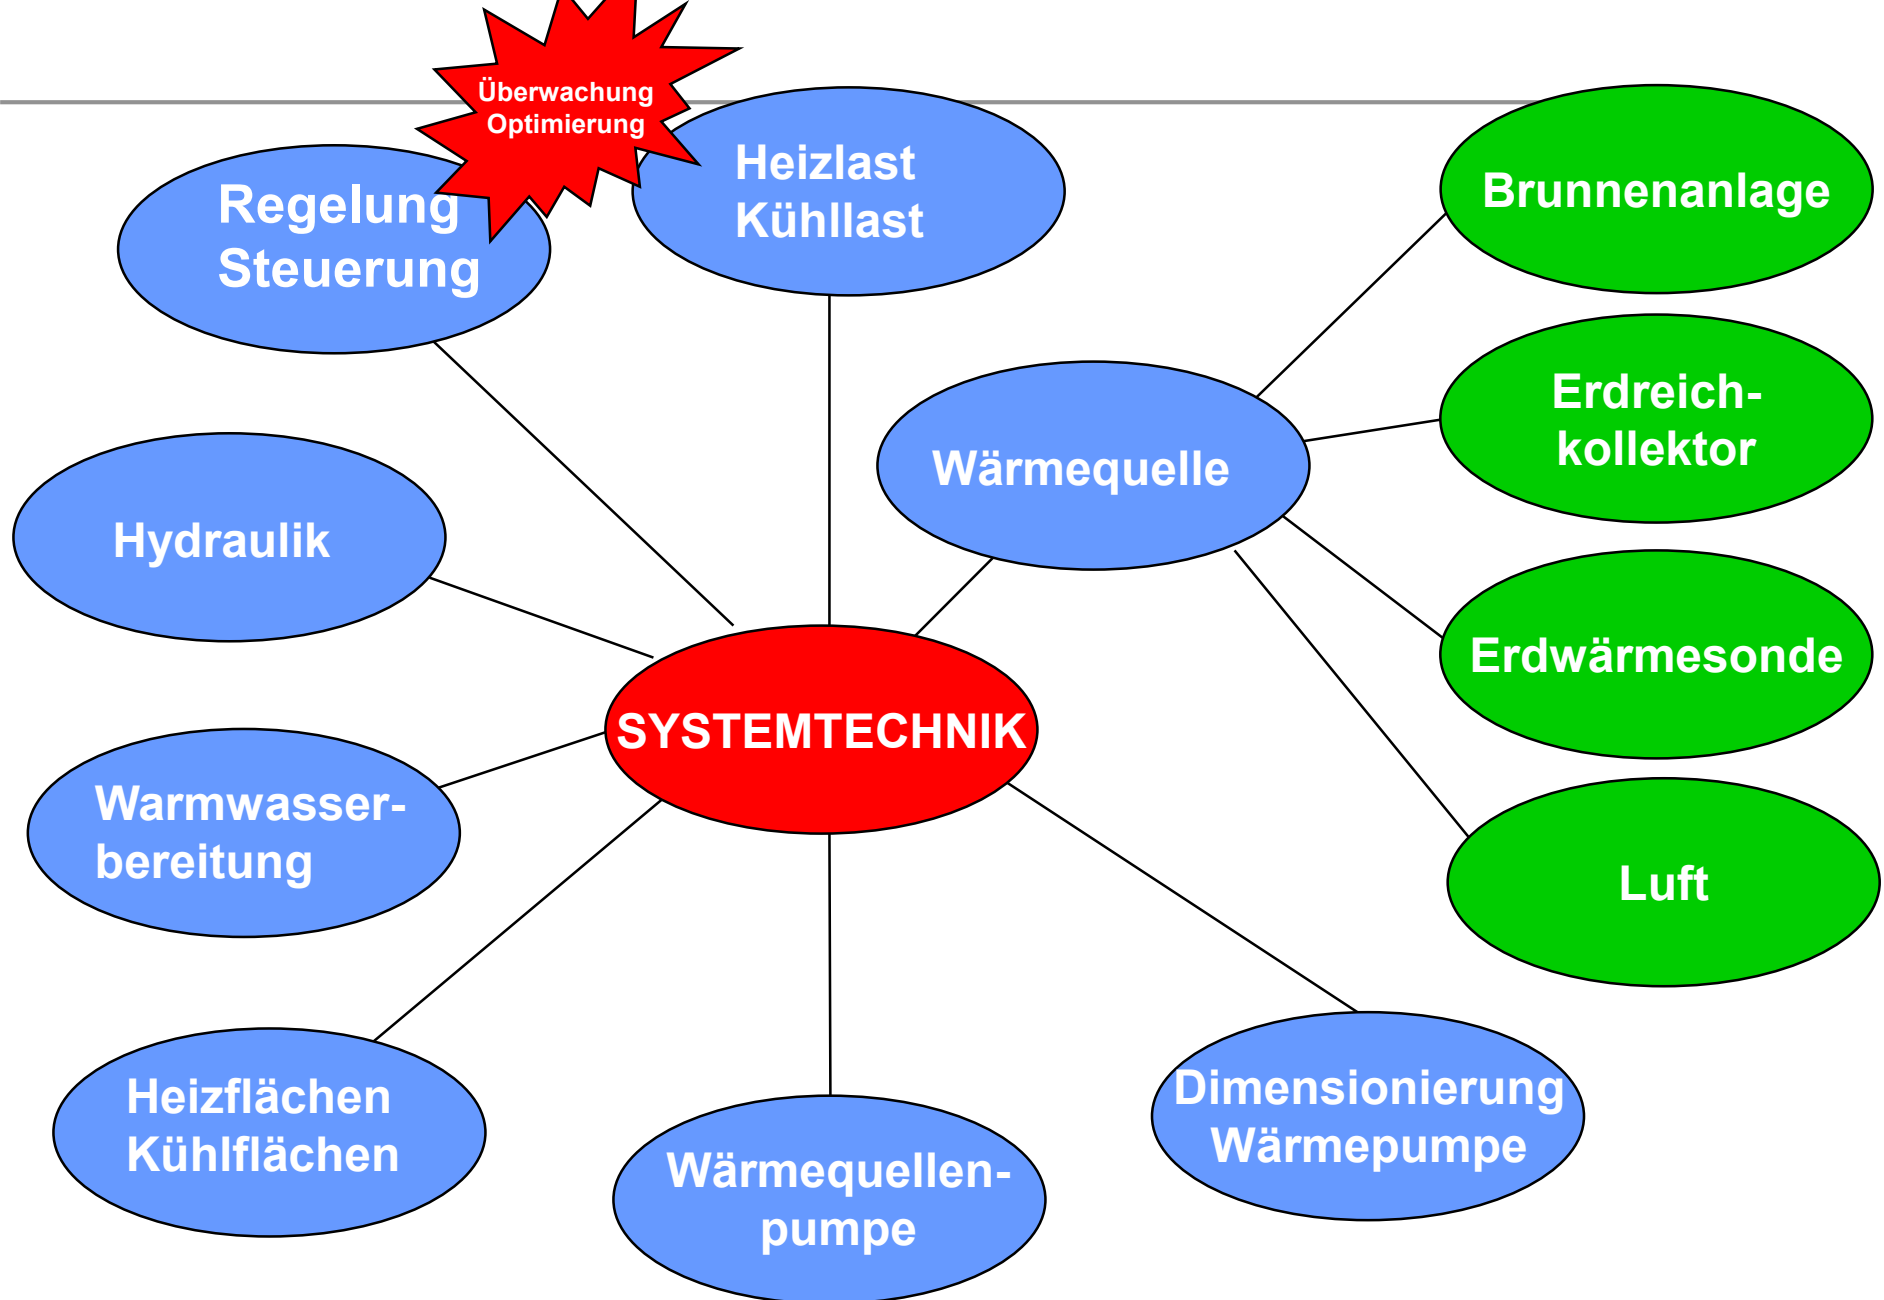 Überwachung
Optimierung
Regelung
Steuerung
Heizlast
Kühllast
Brunnenanlage
Erdreich-
kollektor
Wärmequelle
Hydraulik
Erdwärmesonde
SYSTEMTECHNIK
Warmwasser-
bereitung
Luft
Heizflächen
Kühlflächen
Wärmequellen-
pumpe
Dimensionierung
Wärmepumpe